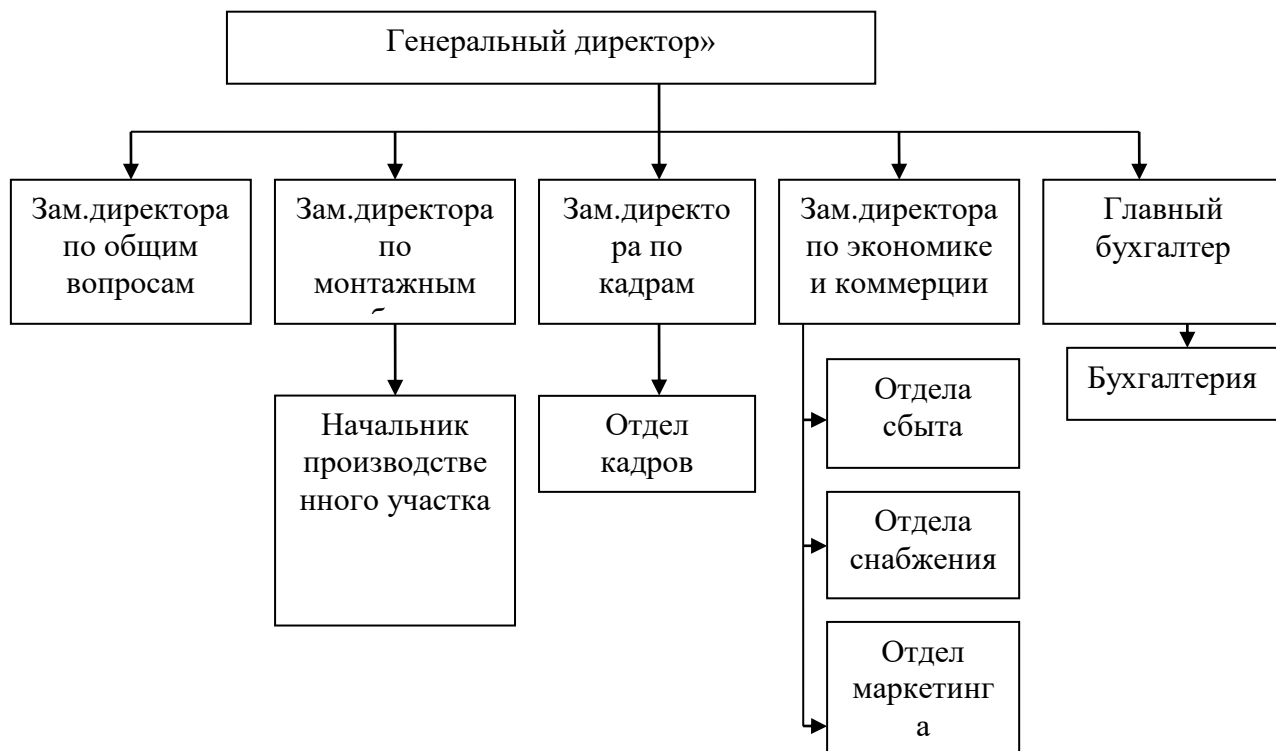 Генеральный директор»
Зам.директора
по общим
вопросам
Зам.директора
по
монтажным
Зам.директо
ра по
кадрам
Зам.директора
по экономике
и коммерции
Главный
бухгалтер
Начальник
производстве
нного участка
Отдел
кадров
Отдела
сбыта
Отдела
снабжения
Отдел
маркетинг
а
Бухгалтерия